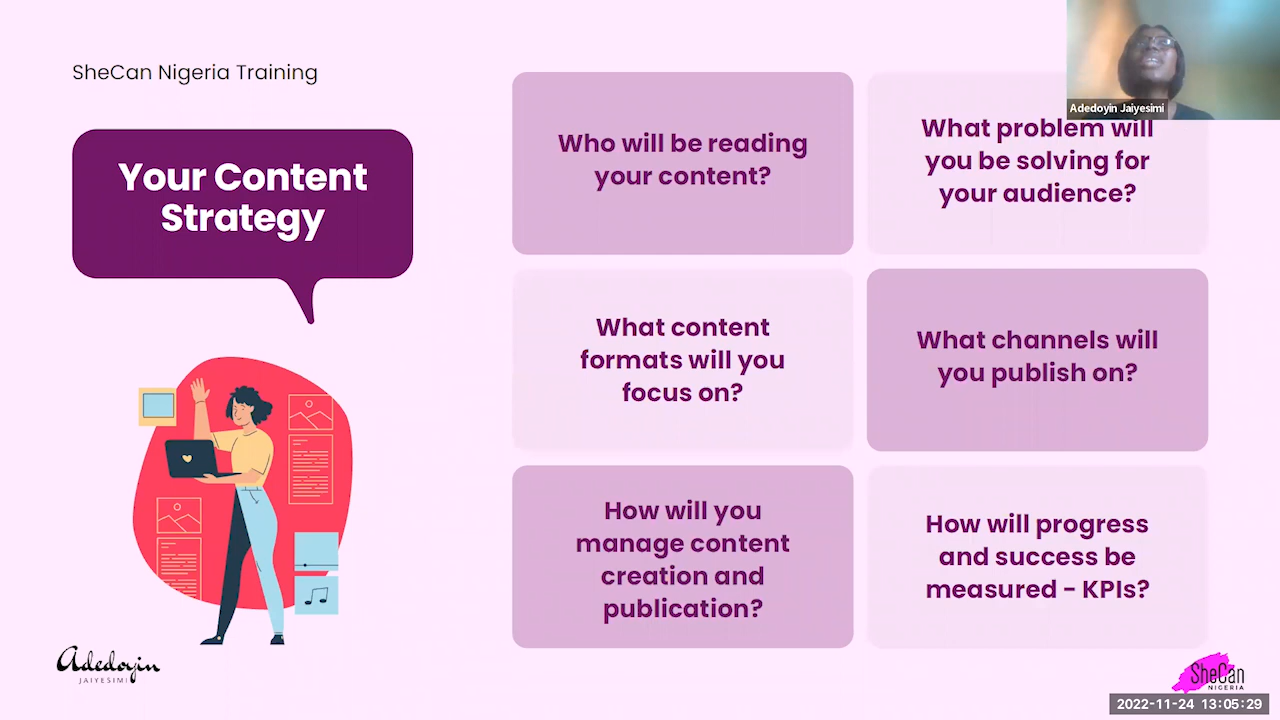 SheCan Nigeria Training
Your Content
Strategy
Who will be reading
your content?
What problem will
you be solving for
your audience?
What content
formats will you
focus on?
What channels will
you publish on?
How will you
manage content
creation and
publication?
How will progress
and success be
measured - KPIs?
Adedoyin Jaiyesimi
Adedoyin
JAIYESIMI
SheCan
NIGERIA
2022-11-24 13:05:29